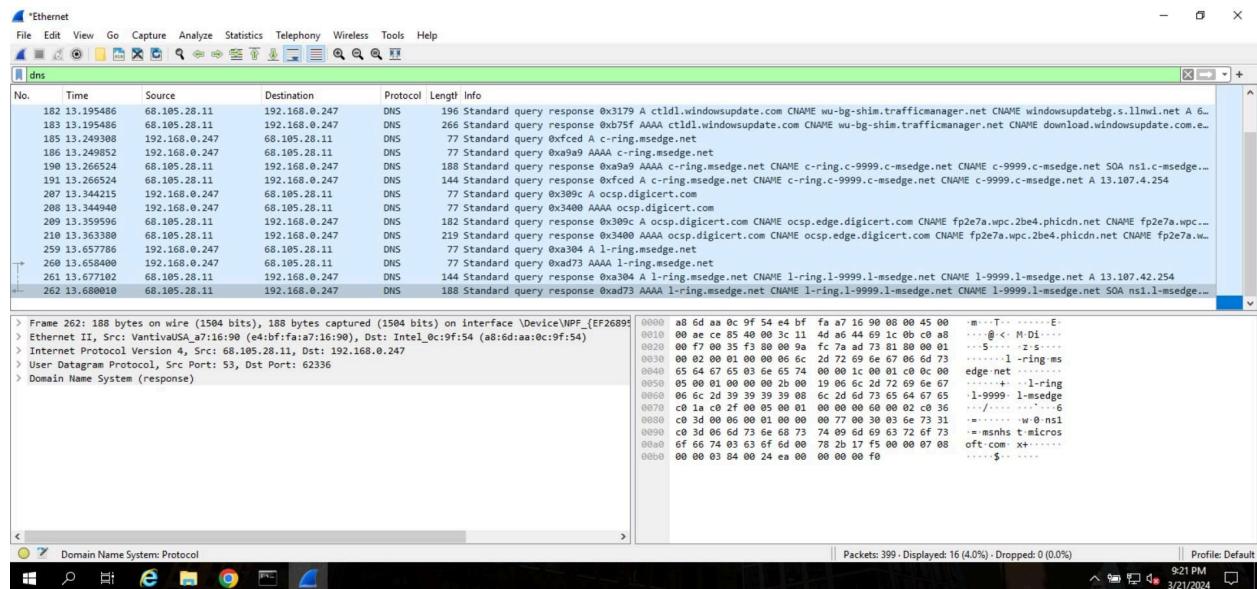 *Ethernet
File Edit View Go Capture Analyze Statistics Telephony Wireless Tools Help
dns
No. Time Source Destination Protocol Length Info
182 13.195486 68.105.28.11 192.168.0.247 DNS 196 Standard query response 0x3179 A ctldl.windowsupdate.com CNAME wu-bg-shim.trafficmanager.net CNAME windowsupdatebg.s.llnwi.net A 6…
183 13.195486 68.105.28.11 192.168.0.247 DNS 266 Standard query response 0xb75f AAAA ctldl.windowsupdate.com CNAME wu-bg-shim.trafficmanager.net CNAME download.windowsupdate.com.e…
185 13.249308 192.168.0.247 68.105.28.11 DNS 77 Standard query 0xfced A c-ring.msedge.net
186 13.249852 192.168.0.247 68.105.28.11 DNS 77 Standard query 0xa9a9 AAAA c-ring.msedge.net
190 13.266524 68.105.28.11 192.168.0.247 DNS 188 Standard query response 0xa9a9 AAAA c-ring.msedge.net CNAME c-ring.c-9999.c-msedge.net CNAME c-9999.c-msedge.net SOA ns1.c-msedge.…
191 13.266524 68.105.28.11 192.168.0.247 DNS 144 Standard query response 0xfced A c-ring.msedge.net CNAME c-ring.c-9999.c-msedge.net CNAME c-9999.c-msedge.net A 13.107.4.254
207 13.344215 192.168.0.247 68.105.28.11 DNS 77 Standard query 0x309c A ocsp.digicert.com
208 13.344940 192.168.0.247 68.105.28.11 DNS 77 Standard query 0x3400 AAAA ocsp.digicert.com
209 13.359596 68.105.28.11 192.168.0.247 DNS 182 Standard query response 0x309c A ocsp.digicert.com CNAME ocsp.edge.digicert.com CNAME fp2e7a.wpc.2be4.phicdn.net CNAME fp2e7a.wpc.…
210 13.363380 68.105.28.11 192.168.0.247 DNS 219 Standard query response 0x3400 AAAA ocsp.digicert.com CNAME ocsp.edge.digicert.com CNAME fp2e7a.wpc.2be4.phicdn.net CNAME fp2e7a.w…
259 13.657786 192.168.0.247 68.105.28.11 DNS 77 Standard query 0xa304 A l-ring.msedge.net
260 13.658400 192.168.0.247 68.105.28.11 DNS 77 Standard query 0xad73 AAAA l-ring.msedge.net
261 13.677102 68.105.28.11 192.168.0.247 DNS 144 Standard query response 0xa304 A l-ring.msedge.net CNAME l-ring.l-9999.l-msedge.net CNAME l-9999.l-msedge.net A 13.107.42.254
262 13.680010 68.105.28.11 192.168.0.247 DNS 188 Standard query response 0xad73 AAAA l-ring.msedge.net CNAME l-ring.l-9999.l-msedge.net CNAME l-9999.l-msedge.net SOA ns1.l-msedge.…
> Frame 262: 188 bytes on wire (1504 bits), 188 bytes captured (1504 bits) on interface \Device\NPF_{EF26895
> Ethernet II, Src: VantivaUSA_a7:16:90 (e4:bf:fa:a7:16:90), Dst: Intel_0c:9f:54 (a8:6d:aa:0c:9f:54)
> Internet Protocol Version 4, Src: 68.105.28.11, Dst: 192.168.0.247
> User Datagram Protocol, Src Port: 53, Dst Port: 62336
> Domain Name System (response)
0000 a8 6d aa 0c 9f 54 e4 bf fa a7 16 90 08 00 45 00 ·m···T·· ······E·
0010 00 ae ce 85 40 00 3c 11 4d a6 44 69 1c 0b c0 a8 ····@·<· M·Di····
0020 00 f7 00 35 f3 80 00 9a fc 7a ad 73 81 80 00 01 ···5···· ·z·s····
0030 00 02 00 01 00 00 06 6c 2d 72 69 6e 67 06 6d 73 ·······l -ring·ms
0040 65 64 67 65 03 6e 65 74 00 00 1c 00 01 c0 0c 00 edge·net ········
0050 05 00 01 00 00 00 2b 00 19 06 6c 2d 72 69 6e 67 ······+· ··l-ring
0060 06 6c 2d 39 39 39 39 08 6c 2d 6d 73 65 64 67 65 ·l-9999· l-msedge
0070 c0 1a c0 2f 00 05 00 01 00 00 00 60 00 02 c0 36 ···/···· ···`···6
0080 c0 3d 00 06 00 01 00 00 00 77 00 30 03 6e 73 31 ·=······ ·w·0·ns1
0090 c0 3d 06 6d 73 6e 68 73 74 09 6d 69 63 72 6f 73 ·=·msnhs t·micros
00a0 6f 66 74 03 63 6f 6d 00 78 2b 17 f5 00 00 07 08 oft·com· x+······
00b0 00 00 03 84 00 24 ea 00 00 00 00 f0 ·····$·· ····
Domain Name System: Protocol
Packets: 399 · Displayed: 16 (4.0%) · Dropped: 0 (0.0%)
Profile: Default
9:21 PM
3/21/2024